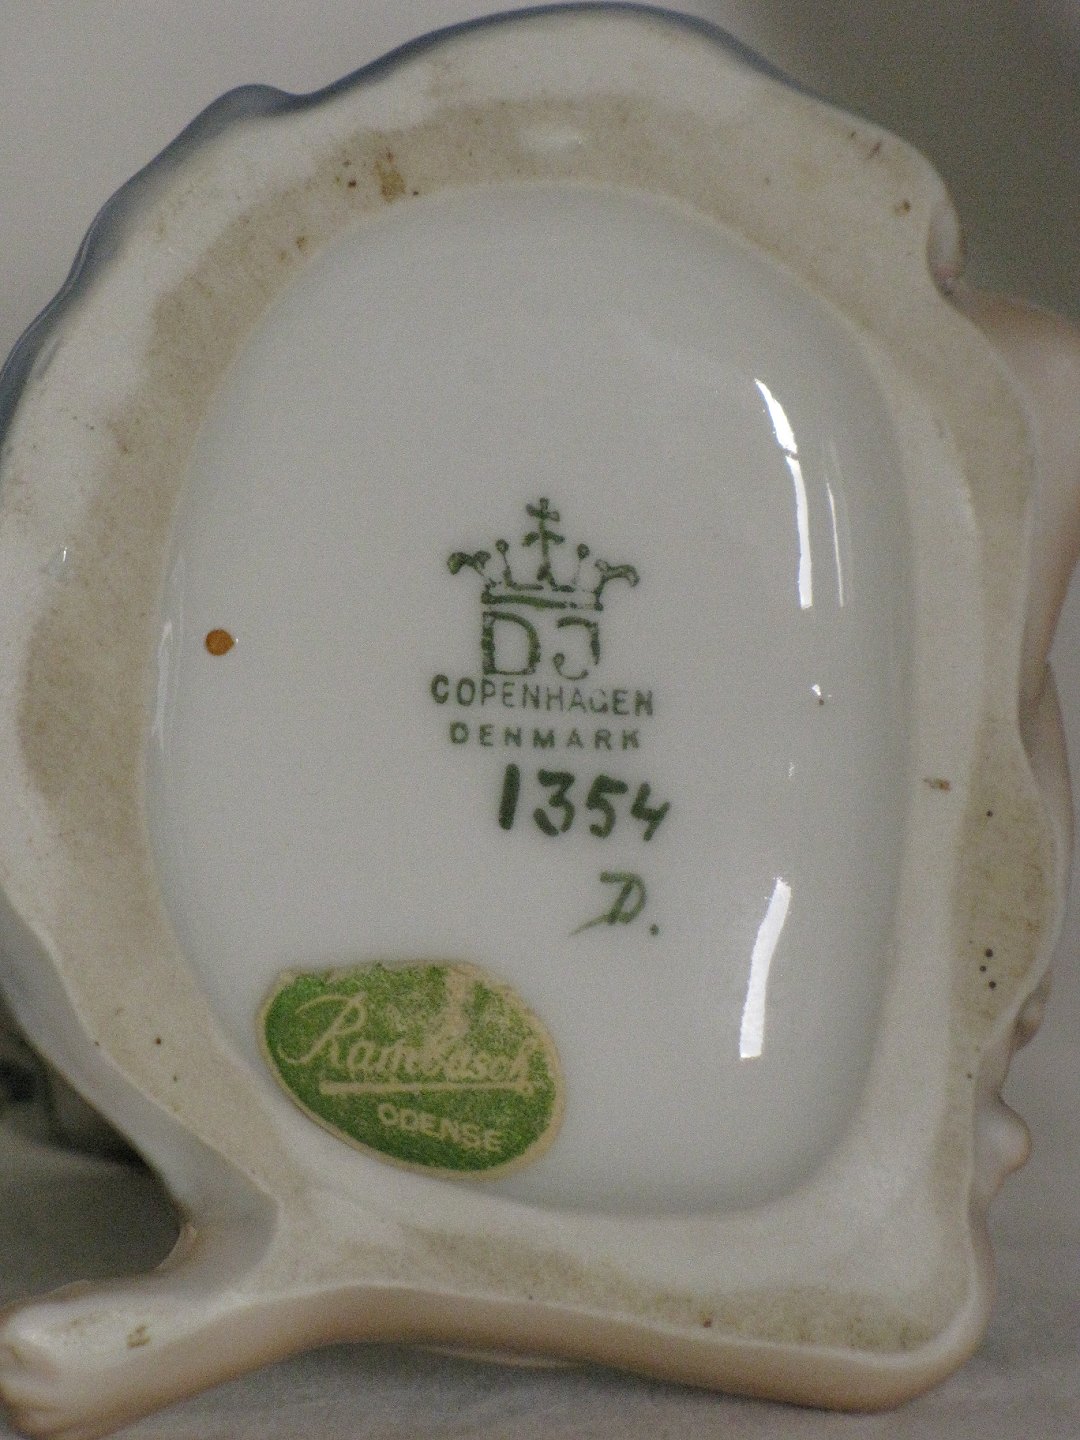 DJ
COPENHAGEN
DENMARK
1354
D.
Rambusch
ODENSE